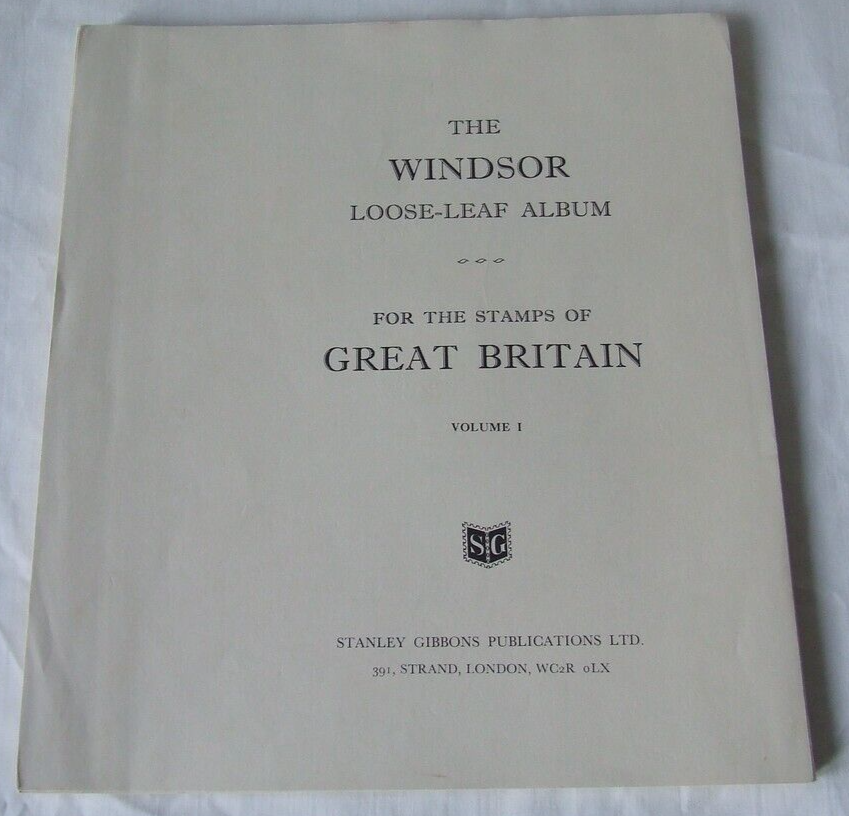 THE
WINDSOR
LOOSE-LEAF ALBUM
FOR THE STAMPS OF
GREAT BRITAIN
VOLUME I
SG
STANLEY GIBBONS PUBLICATIONS LTD.
391, STRAND, LONDON, WC2R 0LX